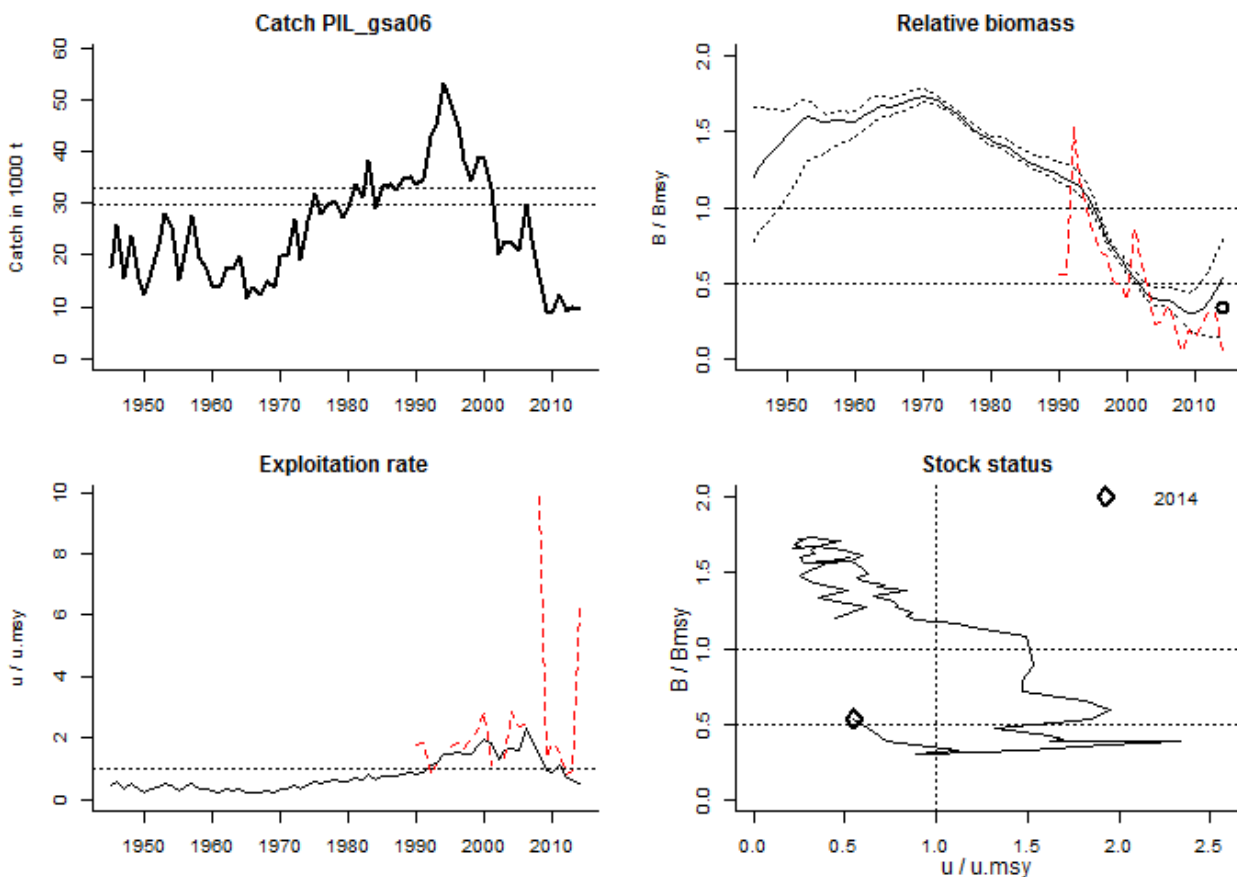 Catch PIL_gsa06
Catch in 1000 t
60
50
40
30
20
10
0
1950 1960 1970 1980 1990 2000 2010
Relative biomass
B / Bmsy
2.0
1.5
1.0
0.5
0.0
1950 1960 1970 1980 1990 2000 2010
Exploitation rate
u / u.msy
10
8
6
4
2
0
1950 1960 1970 1980 1990 2000 2010
Stock status
2014
B / Bmsy
2.0
1.5
1.0
0.5
0.0
0.0 0.5 1.0 1.5 2.0 2.5
u / u.msy